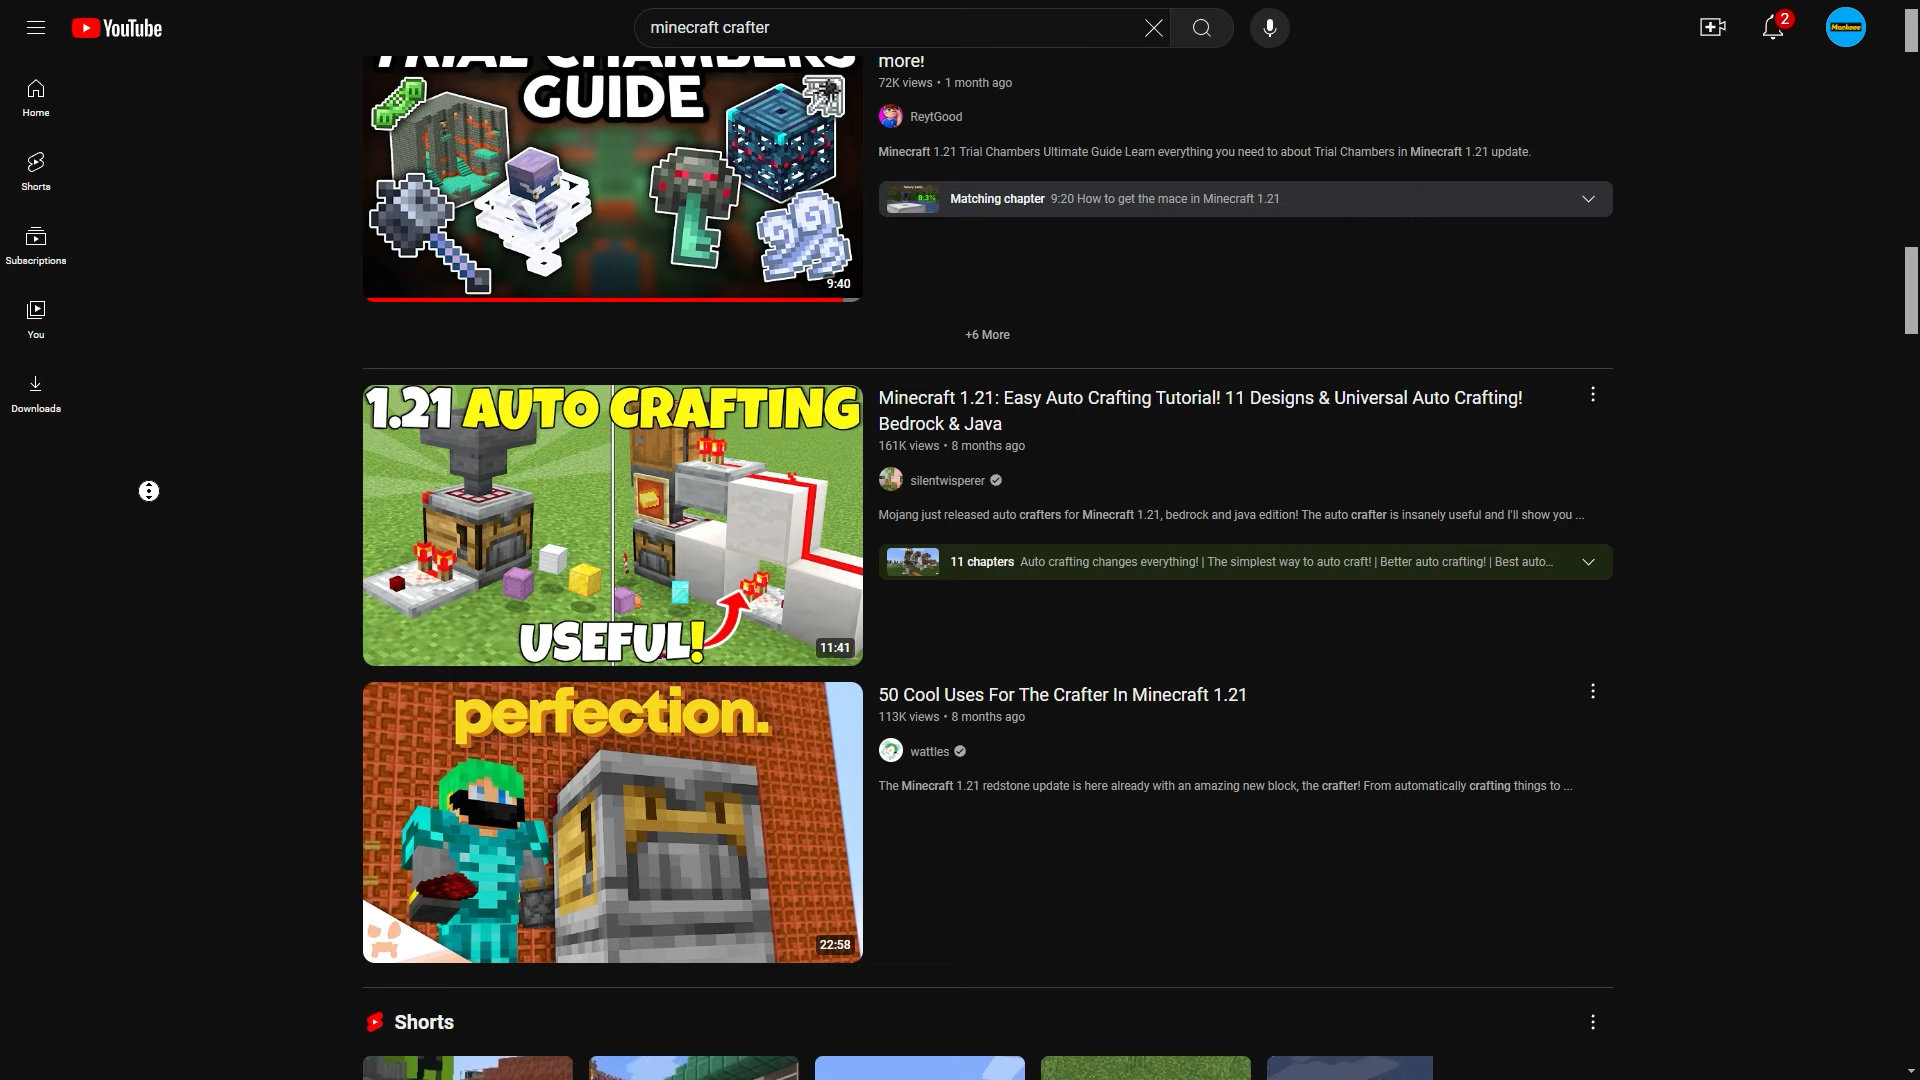 YouTube
minecraft crafter
2
Mankeee
Home
Shorts
Subscriptions
You
Downloads
TRIAL CHAMBERS
GUIDE
9:40
more!
72K views • 1 month ago
ReytGood
Minecraft 1.21 Trial Chambers Ultimate Guide Learn everything you need to about Trial Chambers in Minecraft 1.21 update.
Matching chapter 9:20 How to get the mace in Minecraft 1.21
+6 More
1.21 AUTO CRAFTING
USEFUL!
11:41
Minecraft 1.21: Easy Auto Crafting Tutorial! 11 Designs & Universal Auto Crafting!
Bedrock & Java
161K views • 8 months ago
silentwisperer
Mojang just released auto crafters for Minecraft 1.21, bedrock and java edition! The auto crafter is insanely useful and I'll show you ...
11 chapters Auto crafting changes everything! | The simplest way to auto craft! | Better auto crafting! | Best auto...
perfection.
22:58
50 Cool Uses For The Crafter In Minecraft 1.21
113K views • 8 months ago
wattles
The Minecraft 1.21 redstone update is here already with an amazing new block, the crafter! From automatically crafting things to ...
Shorts